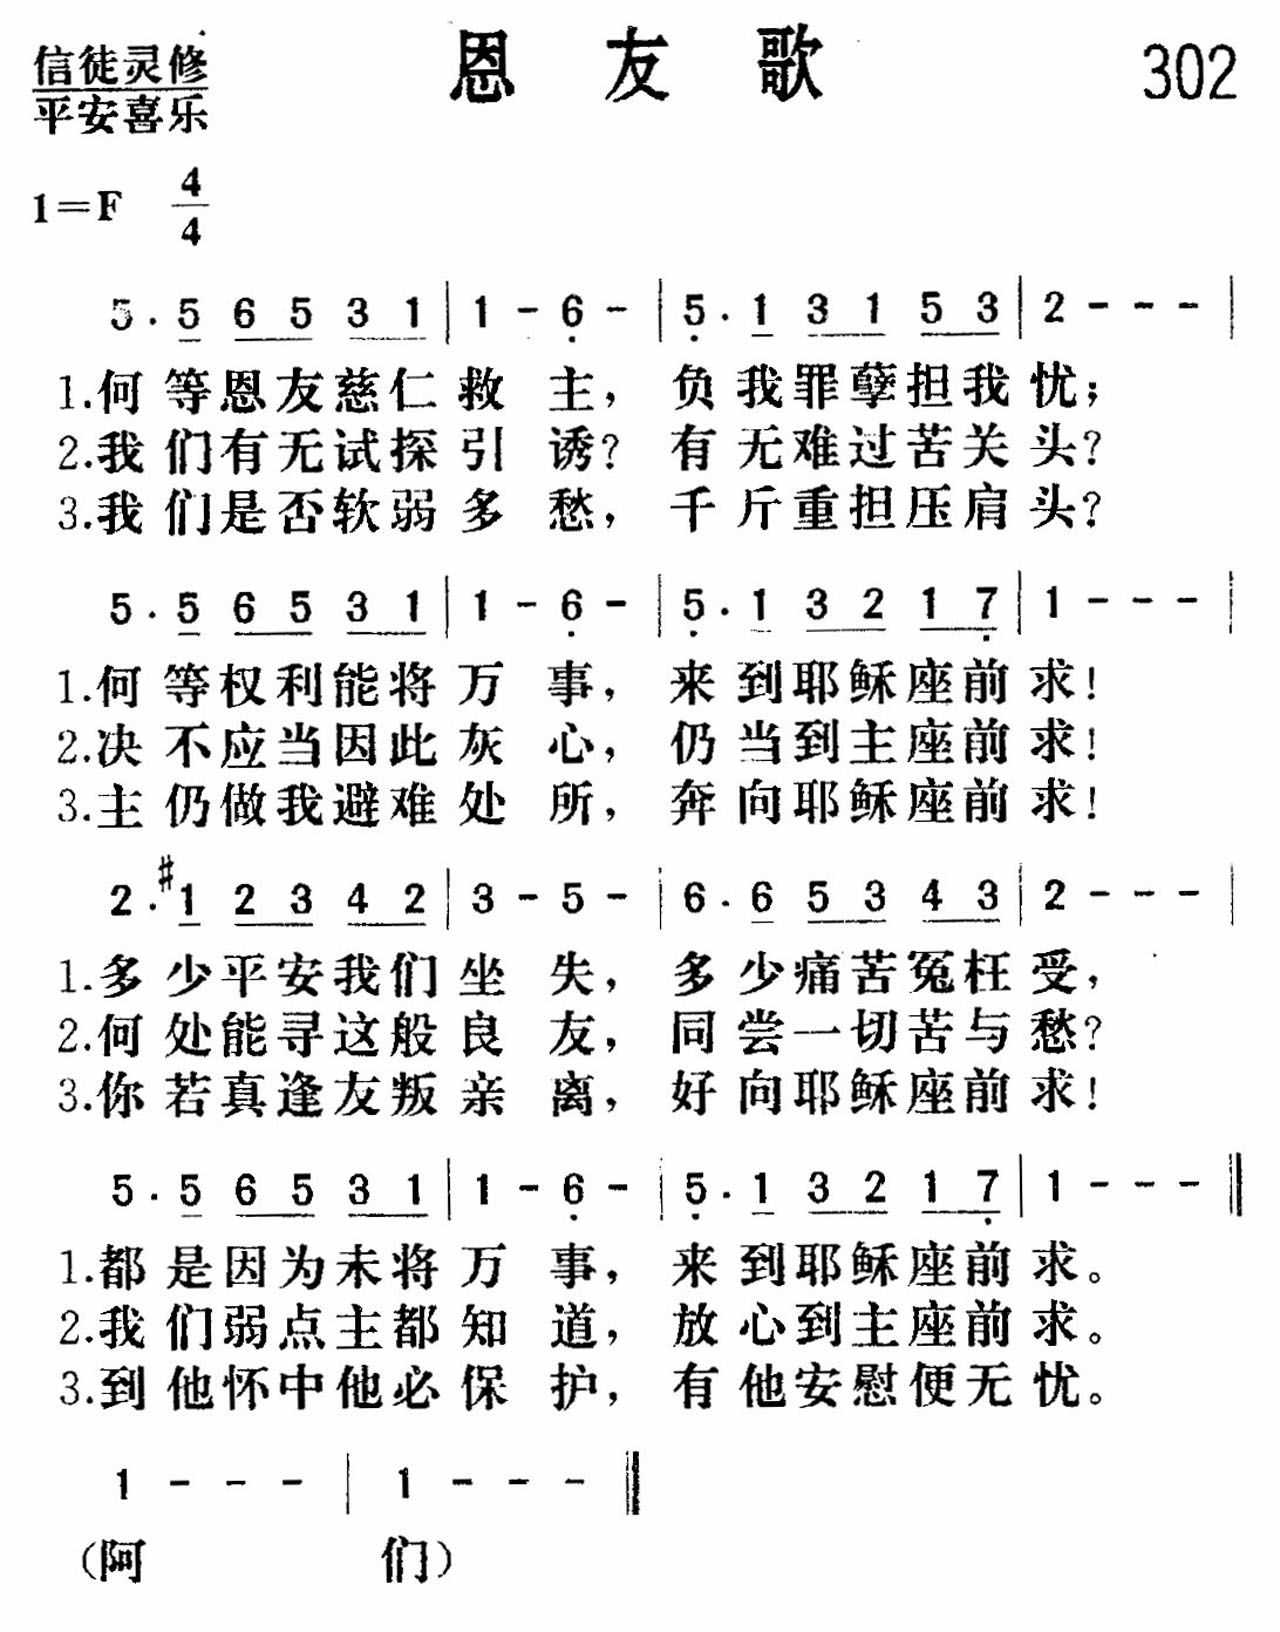 信徒灵修
平安喜乐
恩友歌
302
1=F 4/4
5 . 5 6 5 3 1 | 1 - 6̣ - | 5̣ . 1 3 1 5 3 | 2 - - - |
1.何等恩友慈仁救主，负我罪孽担我忧；
2.我们有无试探引诱？有无难过苦关头？
3.我们是否软弱多愁，千斤重担压肩头？
5 . 5 6 5 3 1 | 1 - 6̣ - | 5̣ . 1 3 2 1 7̣ | 1 - - - |
1.何等权利能将万事，来到耶稣座前求！
2.决不应当因此灰心，仍当到主座前求！
3.主仍做我避难处所，奔向耶稣座前求！
2 . #1 2 3 4 2 | 3 - 5 - | 6 . 6 5 3 4 3 | 2 - - - |
1.多少平安我们坐失，多少痛苦冤枉受，
2.何处能寻这般良友，同尝一切苦与愁？
3.你若真逢友叛亲离，好向耶稣座前求！
5 . 5 6 5 3 1 | 1 - 6̣ - | 5̣ . 1 3 2 1 7̣ | 1 - - - ‖
1.都是因为未将万事，来到耶稣座前求。
2.我们弱点主都知道，放心到主座前求。
3.到他怀中他必保护，有他安慰便无忧。
1 - - - | 1 - - - ‖
（阿们）